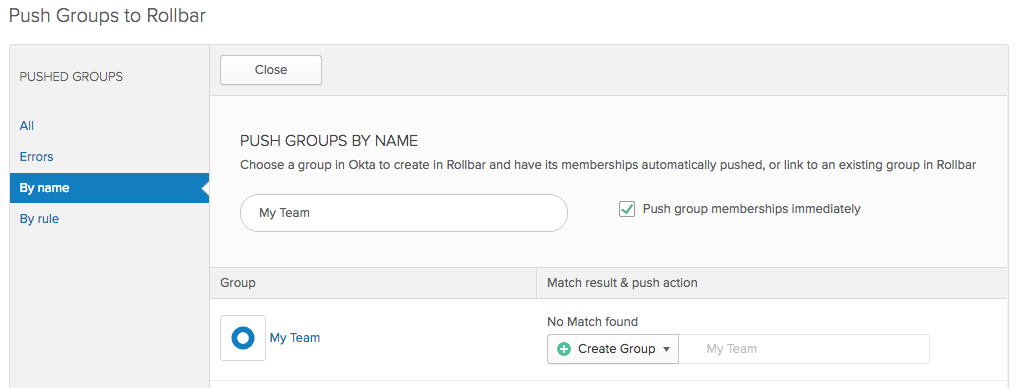 Push Groups to Rollbar
PUSHED GROUPS
All
Errors
By name
By rule
Close
PUSH GROUPS BY NAME
Choose a group in Okta to create in Rollbar and have its memberships automatically pushed, or link to an existing group in Rollbar
My Team
Push group memberships immediately
Group
Match result & push action
My Team
No Match found
Create Group
My Team